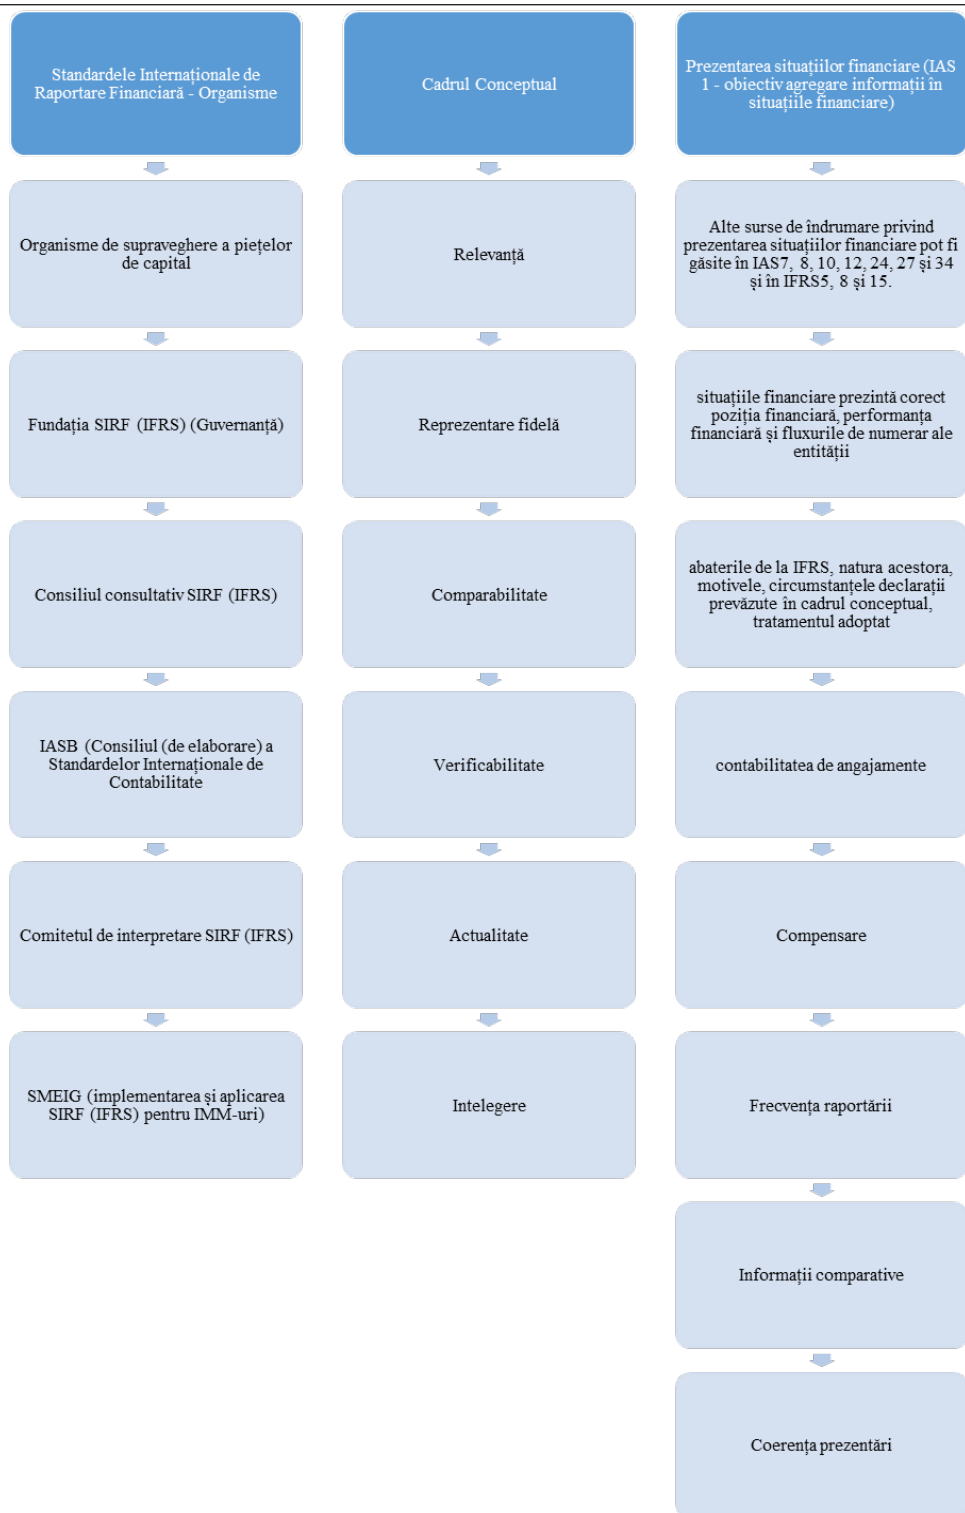 Standardele Internaționale de
Raportare Financiară - Organisme
Organisme de supraveghere a piețelor
de capital
Fundația SIRF (IFRS) (Guvernanță)
Consiliul consultativ SIRF (IFRS)
IASB (Consiliul (de elaborare) a
Standardelor Internaționale de
Contabilitate
Comitetul de interpretare SIRF (IFRS)
SMEIG (implementarea și aplicarea
SIRF (IFRS) pentru IMM-uri)
Cadrul Conceptual
Relevanță
Reprezentare fidelă
Comparabilitate
Verificabilitate
Actualitate
Intelegere
Prezentarea situațiilor financiare (IAS
1 - obiectiv agregare informații în
situațiile financiare)
Alte surse de îndrumare privind
prezentarea situațiilor financiare pot fi
găsite în IAS7, 8, 10, 12, 24, 27 și 34
și în IFRS5, 8 și 15.
situațiile financiare prezintă corect
poziția financiară, performanța
financiară și fluxurile de numerar ale
entității
abaterile de la IFRS, natura acestora,
motivele, circumstanțele declarații
prevăzute în cadrul conceptual,
tratamentul adoptat
contabilitatea de angajamente
Compensare
Frecvența raportării
Informații comparative
Coerența prezentări